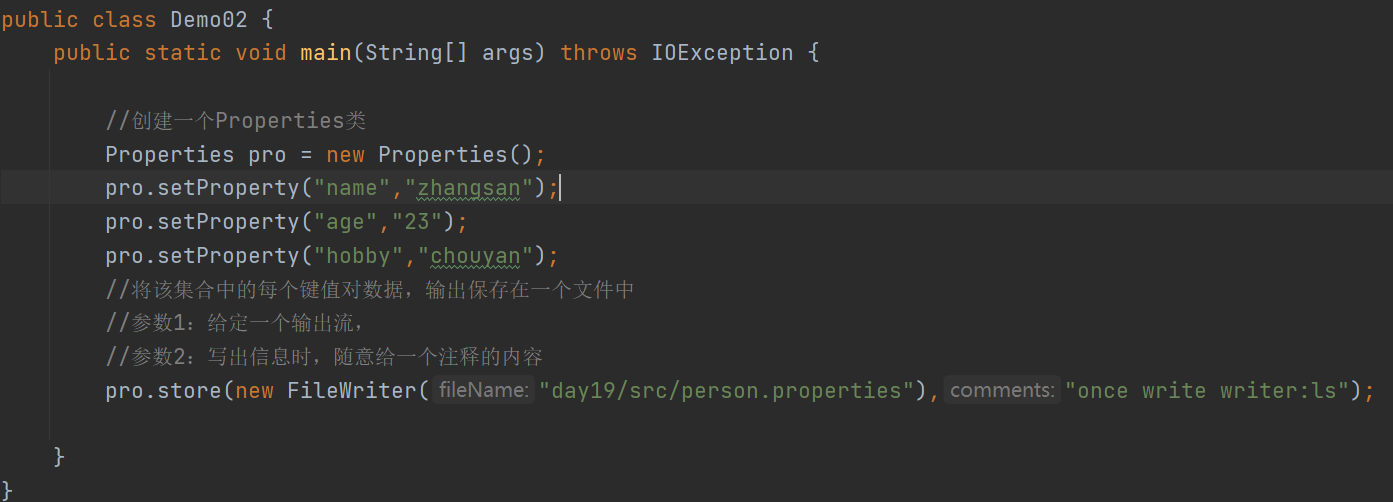 public class Demo02 {
public static void main(String[] args) throws IOException {
//创建一个Properties类
Properties pro = new Properties();
pro.setProperty("name","zhangsan");
pro.setProperty("age","23");
pro.setProperty("hobby","chouyan");
//将该集合中的每个键值对数据，输出保存在一个文件中
//参数1：给定一个输出流，
//参数2：写出信息时，随意给一个注释的内容
pro.store(new FileWriter( fileName: "day19/src/person.properties"), comments: "once write writer:ls");
}
}